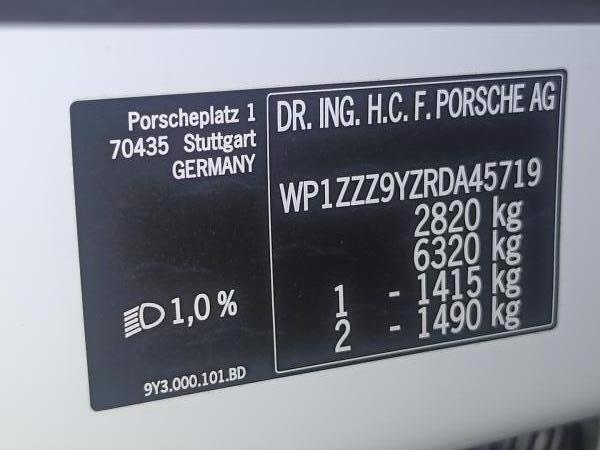 Porscheplatz 1
70435 Stuttgart
GERMANY
1,0 %
9Y3.000.101.BD
DR. ING. H.C. F. PORSCHE AG
WP1ZZZ9YZRDA45719
2820 kg
6320 kg
1 - 1415 kg
2 - 1490 kg